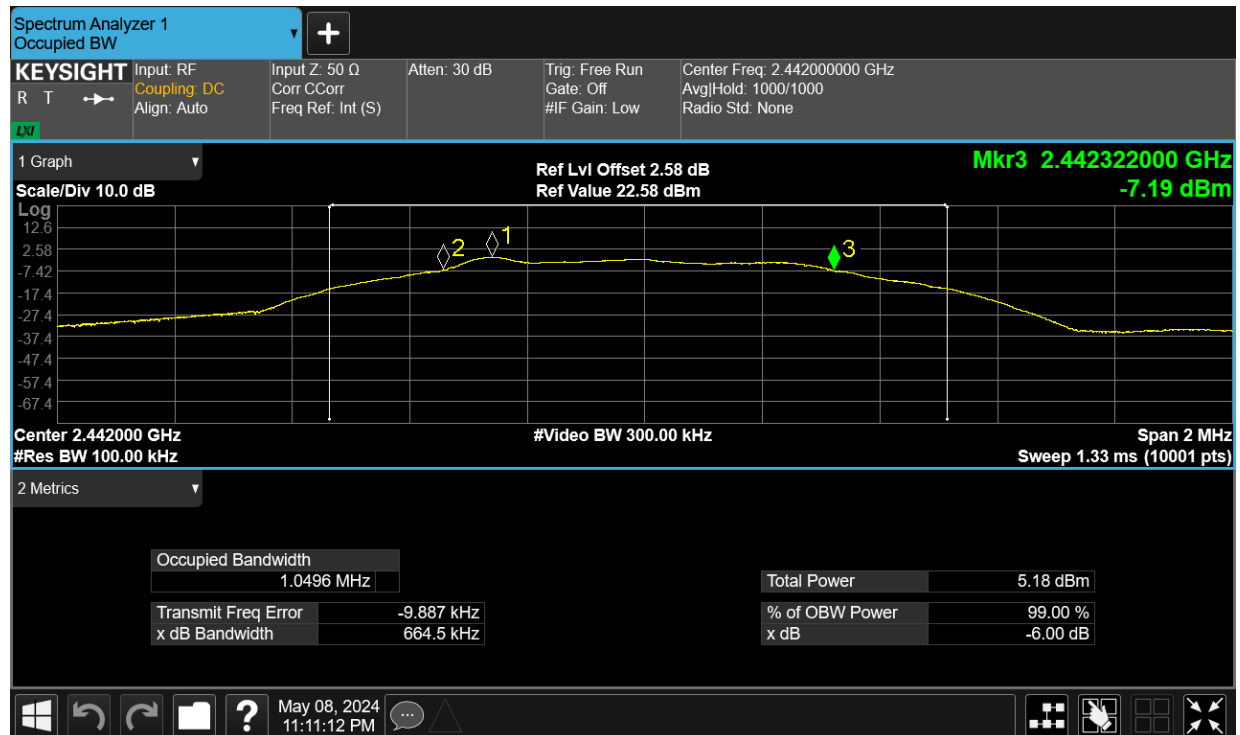 Spectrum Analyzer 1
Occupied BW
KEYSIGHT
R T
LXI
Input: RF
Coupling: DC
Align: Auto
Input Z: 50 Ω
Corr CCorr
Freq Ref: Int (S)
Atten: 30 dB
Trig: Free Run
Gate: Off
#IF Gain: Low
Center Freq: 2.442000000 GHz
Avg|Hold: 1000/1000
Radio Std: None
1 Graph
Scale/Div 10.0 dB
Ref Lvl Offset 2.58 dB
Ref Value 22.58 dBm
Mkr3 2.442322000 GHz
-7.19 dBm
Log
12.6
2.58
-7.42
-17.4
-27.4
-37.4
-47.4
-57.4
-67.4
2
1
3
Center 2.442000 GHz
#Res BW 100.00 kHz
#Video BW 300.00 kHz
Span 2 MHz
Sweep 1.33 ms (10001 pts)
2 Metrics
Occupied Bandwidth
1.0496 MHz
Transmit Freq Error -9.887 kHz
x dB Bandwidth 664.5 kHz
Total Power 5.18 dBm
% of OBW Power 99.00 %
x dB -6.00 dB
?
May 08, 2024
11:11:12 PM